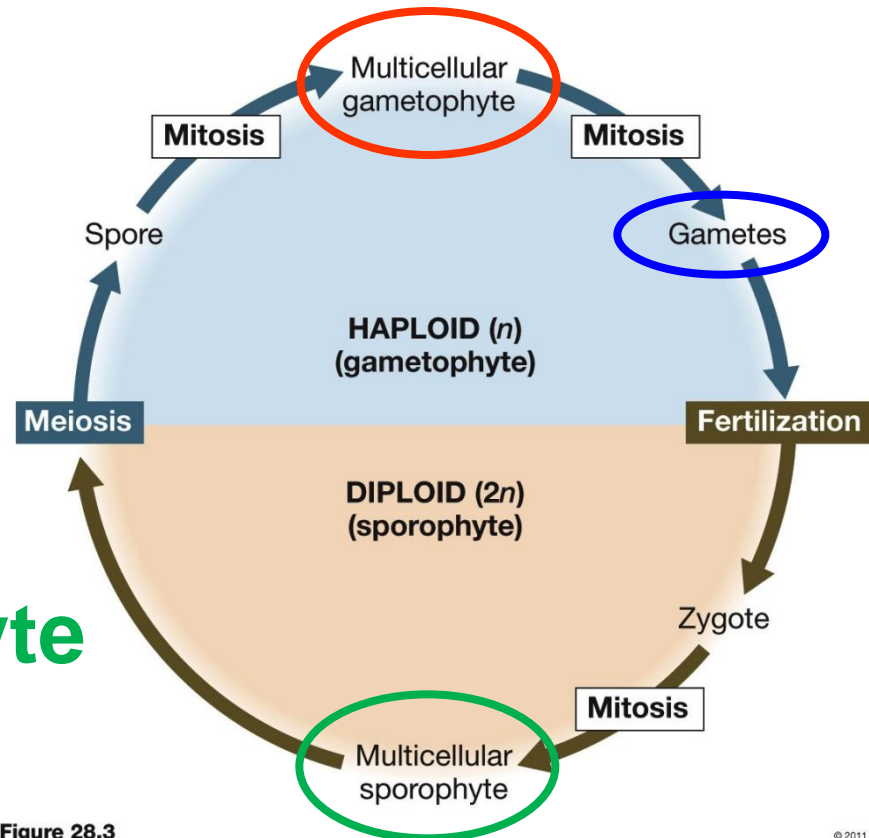 Multicellular
gametophyte
Mitosis
Mitosis
Spore
Gametes
HAPLOID (n)
(gametophyte)
Meiosis
Fertilization
DIPLOID (2n)
(sporophyte)
yte
Zygote
Mitosis
Multicellular
sporophyte
Figure 28.3
© 2011